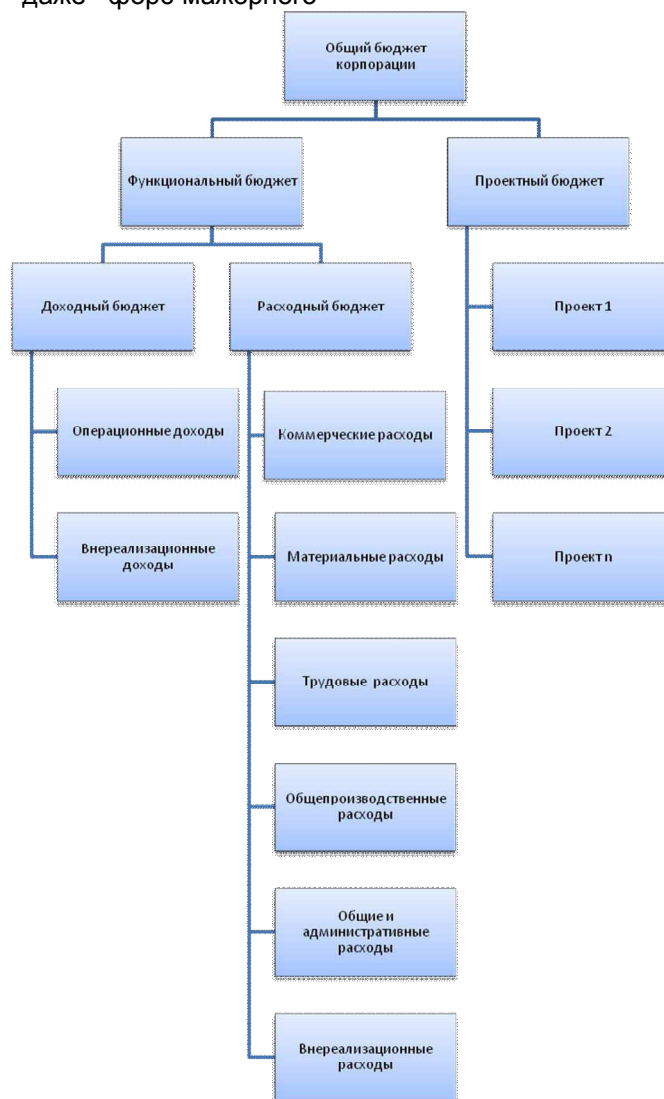 даже форс-мажорного
Общий бюджет
корпорации
Функциональный бюджет
Проектный бюджет
Доходный бюджет
Расходный бюджет
Проект 1
Операционные доходы
Коммерческие расходы
Проект 2
Внереализационные
доходы
Материальные расходы
Проект n
Трудовые расходы
Общепроизводственные
расходы
Общие и
административные
расходы
Внереализационные
расходы